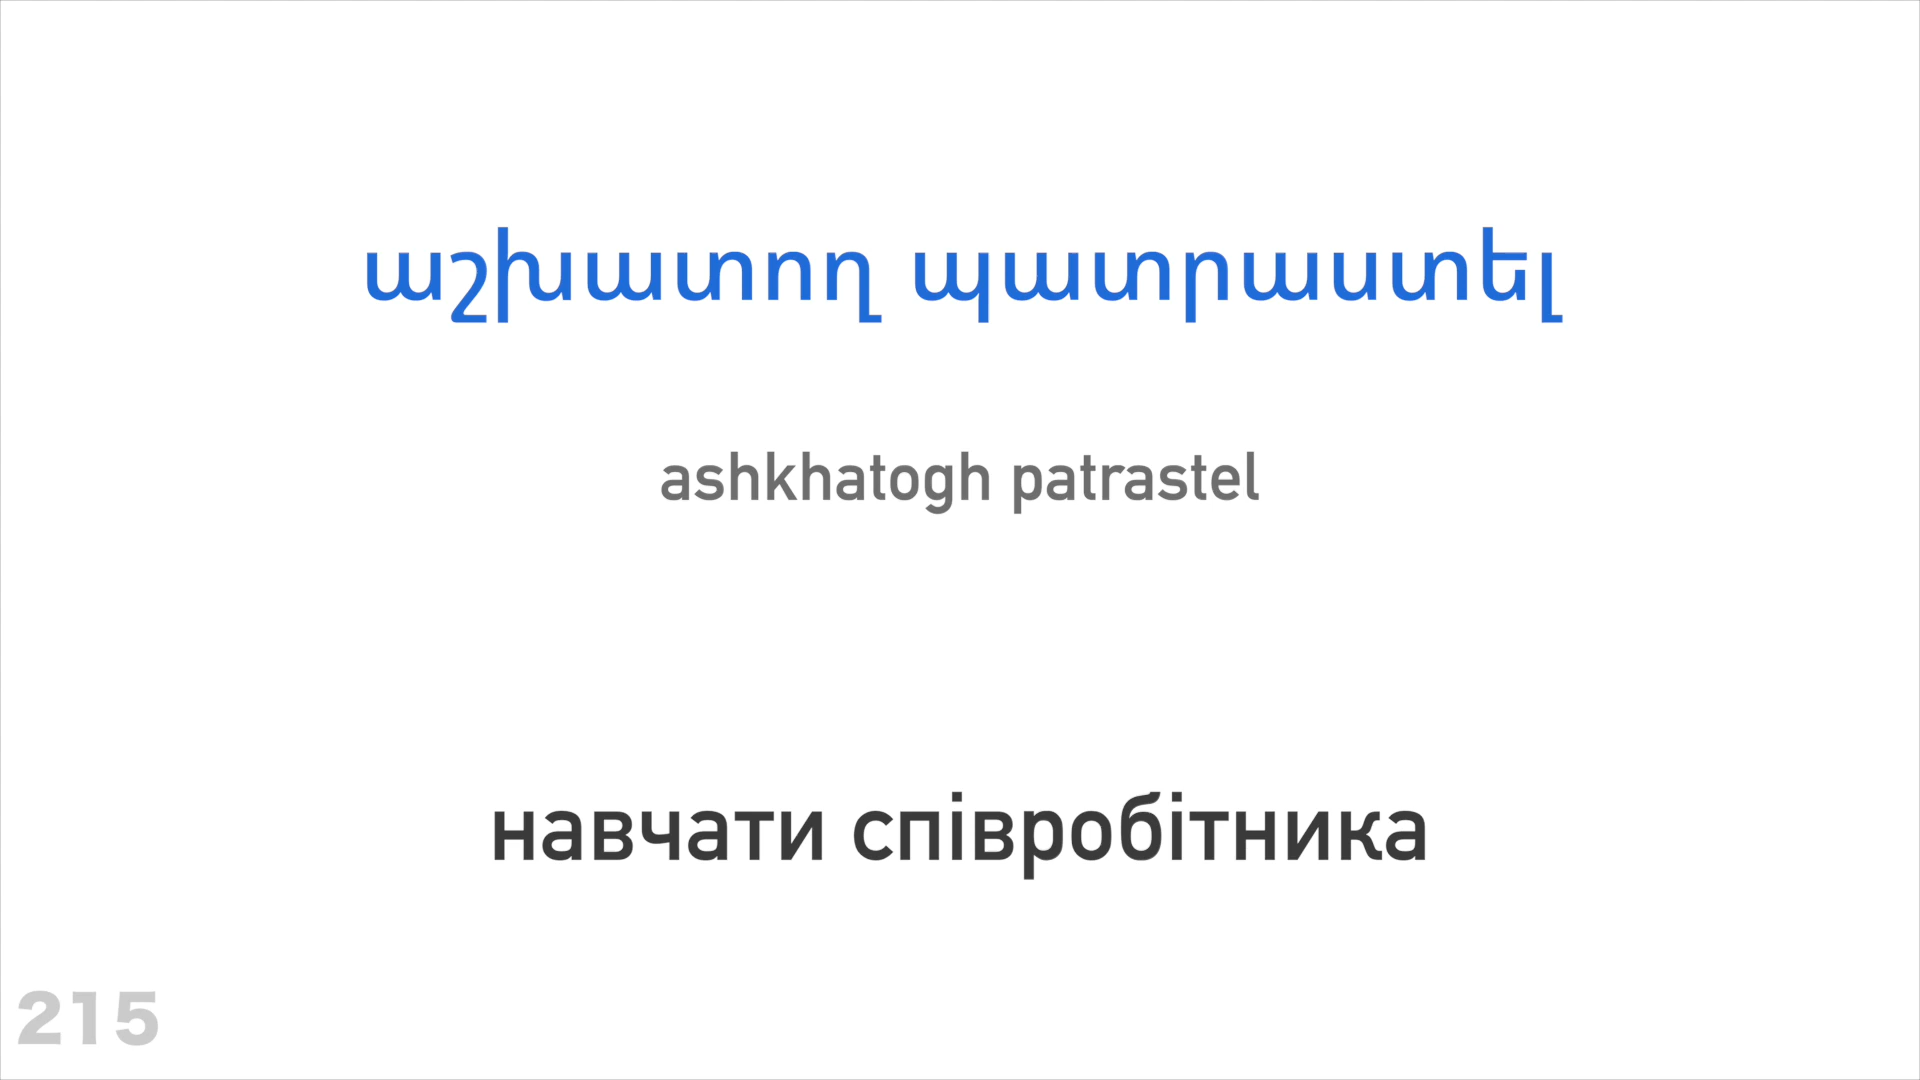 աշխատող պատրաստել
ashkhatogh patrastel
навчати співробітника
215